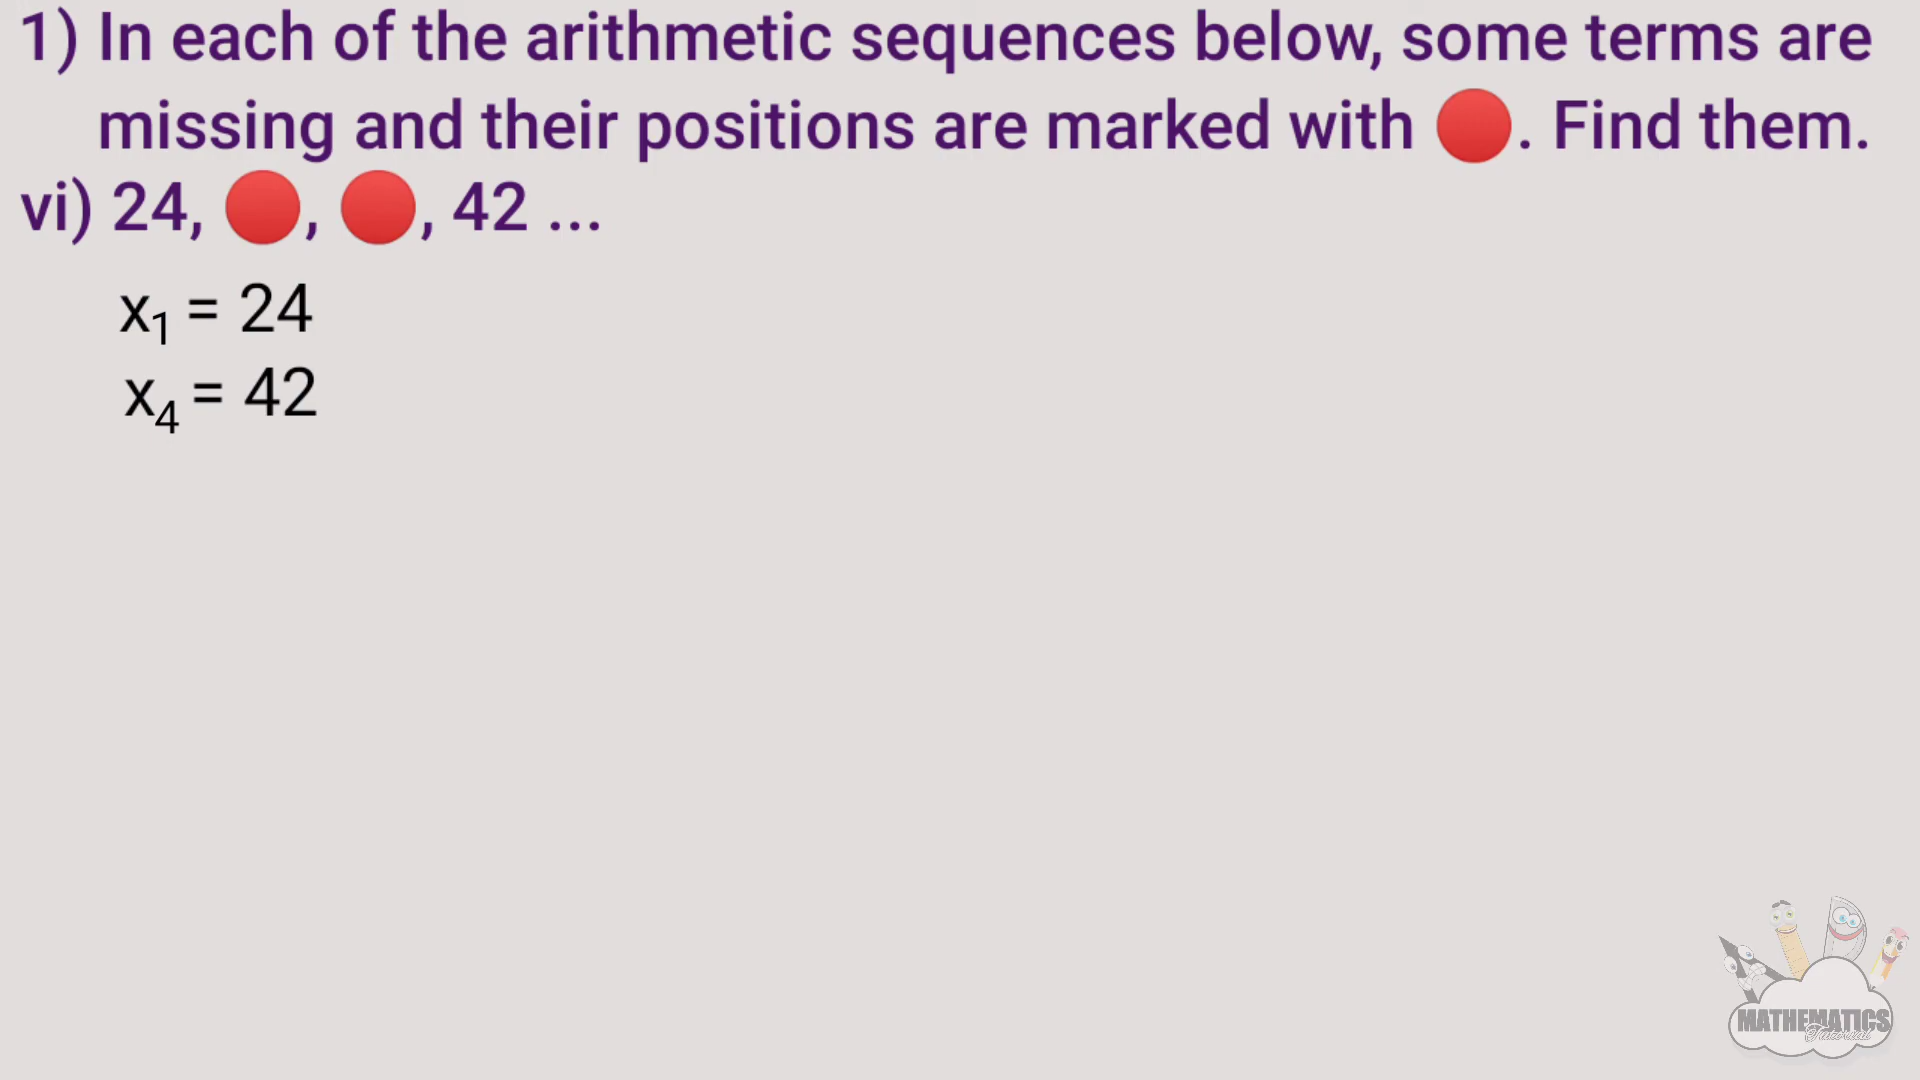 1) In each of the arithmetic sequences below, some terms are
missing and their positions are marked with 🔴. Find them.
vi) 24, 🔴, 🔴, 42 ...
x₁ = 24
x₄ = 42
MATHEMATICS
Tutorial